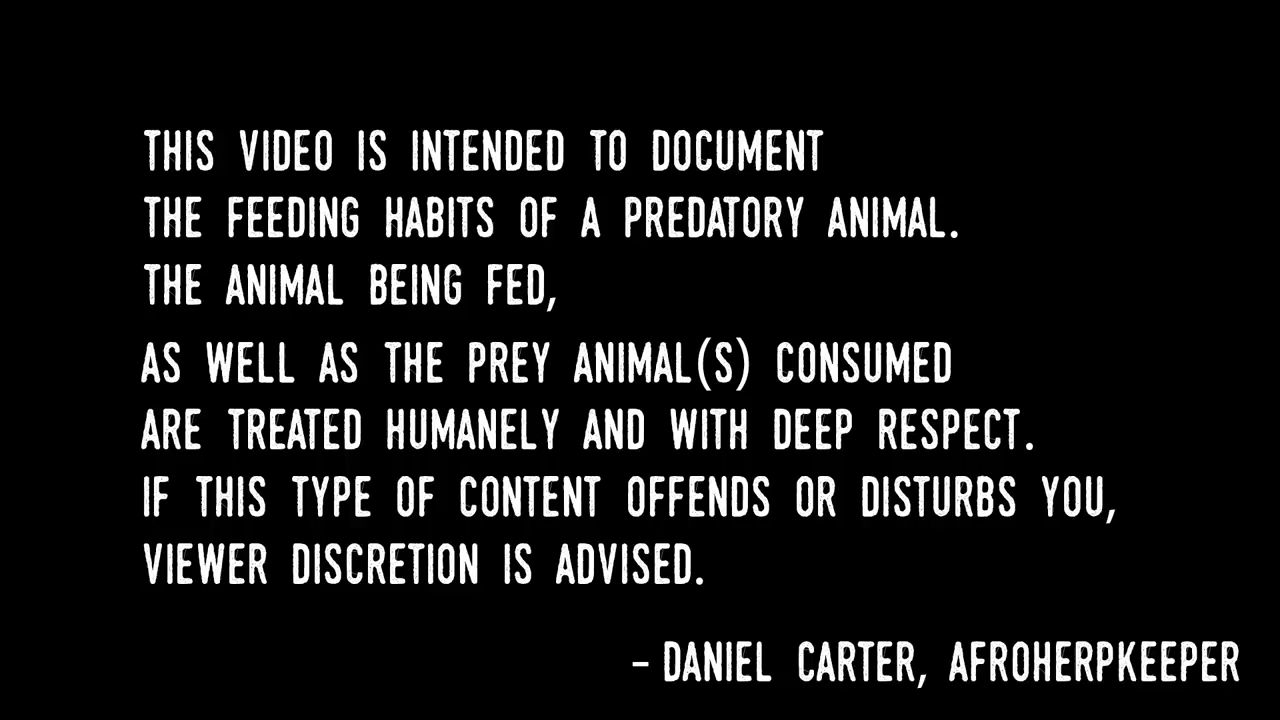 THIS VIDEO IS INTENDED TO DOCUMENT
THE FEEDING HABITS OF A PREDATORY ANIMAL.
THE ANIMAL BEING FED,
AS WELL AS THE PREY ANIMAL(S) CONSUMED
ARE TREATED HUMANELY AND WITH DEEP RESPECT.
IF THIS TYPE OF CONTENT OFFENDS OR DISTURBS YOU,
VIEWER DISCRETION IS ADVISED.
- DANIEL CARTER, AFROHERPKEEPER